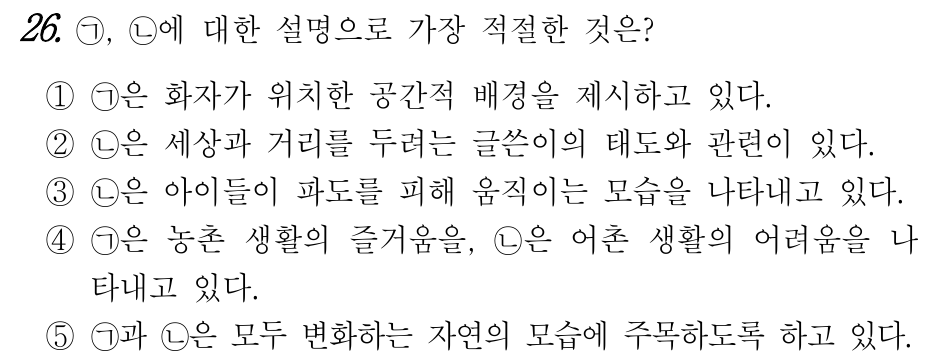 26. ㉠, ㉡에 대한 설명으로 가장 적절한 것은?
① ㉠은 화자가 위치한 공간적 배경을 제시하고 있다.
② ㉡은 세상과 거리를 두려는 글쓴이의 태도와 관련이 있다.
③ ㉡은 아이들이 파도를 피해 움직이는 모습을 나타내고 있다.
④ ㉠은 농촌 생활의 즐거움을, ㉡은 어촌 생활의 어려움을 나
타내고 있다.
⑤ ㉠과 ㉡은 모두 변화하는 자연의 모습에 주목하도록 하고 있다.